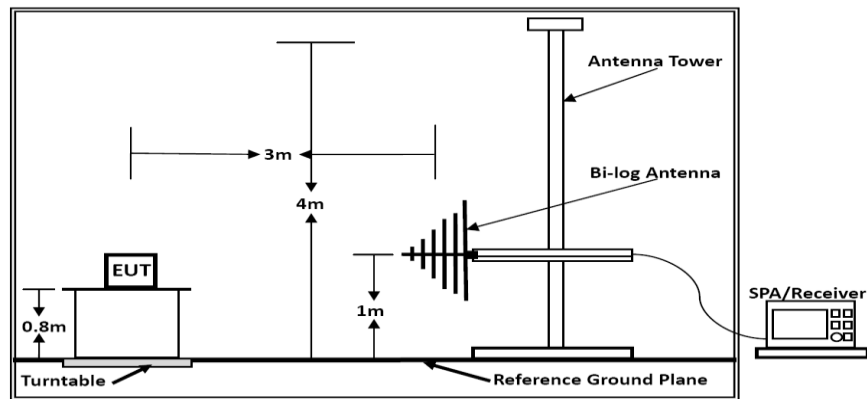 Antenna Tower
3m
Bi-log Antenna
4m
EUT
1m
0.8m
SPA/Receiver
Turntable
Reference Ground Plane